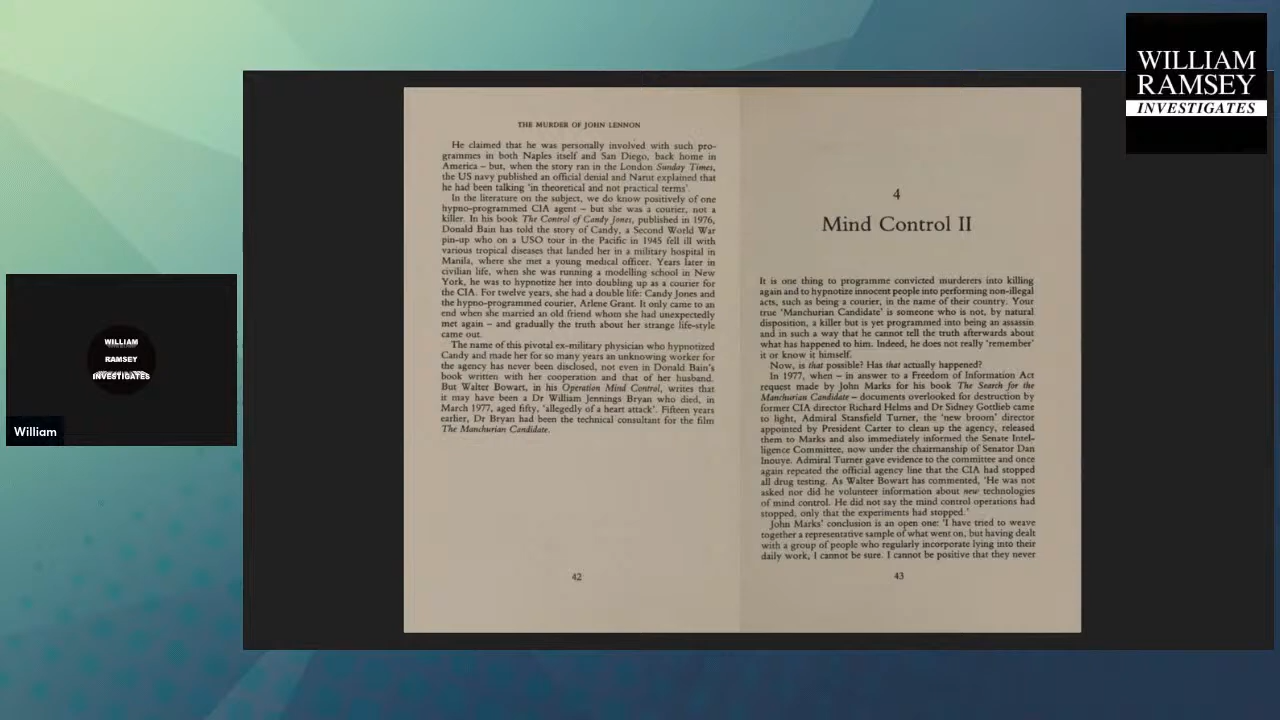 WILLIAM
RAMSEY
INVESTIGATES
THE MURDER OF JOHN LENNON
He claimed that he was personally involved with such pro-
grammes in both Naples itself and San Diego, back home in
America – but, when the story ran in the London Sunday Times,
the US navy published an official denial and Narut explained that
he had been talking 'in theoretical and not practical terms'.
In the literature on the subject, we do know positively of one
hypno-programmed CIA agent – but she was a courier, not a
killer. In his book The Control of Candy Jones, published in 1976,
Donald Bain has told the story of Candy, a Second World War
pin-up who on a USO tour in the Pacific in 1945 fell ill with
various tropical diseases that landed her in a military hospital in
Manila, where she met a young medical officer. Years later in
civilian life, when she was running a modelling school in New
York, he was to hypnotize her into doubling up as a courier for
the CIA. For twelve years, she had a double life: Candy Jones and
the hypno-programmed courier, Arlene Grant. It only came to an
end when she married an old friend whom she had unexpectedly
met again – and gradually the truth about her strange life-style
came out.
The name of this pivotal ex-military physician who hypnotized
Candy and made her for so many years an unknowing worker for
the agency has never been disclosed, not even in Donald Bain's
book written with her cooperation and that of her husband.
But Walter Bowart, in his Operation Mind Control, writes that
it may have been a Dr William Jennings Bryan who died, in
March 1977, aged fifty, 'allegedly of a heart attack'. Fifteen years
earlier, Dr Bryan had been the technical consultant for the film
The Manchurian Candidate.
42
4
Mind Control II
It is one thing to programme convicted murderers into killing
again and to hypnotize innocent people into performing non-illegal
acts, such as being a courier, in the name of their country. Your
true 'Manchurian Candidate' is someone who is not, by natural
disposition, a killer but is yet programmed into being an assassin
and in such a way that he cannot tell the truth afterwards about
what has happened to him. Indeed, he does not really 'remember'
it or know it himself.
Now, is that possible? Has that actually happened?
In 1977, when – in answer to a Freedom of Information Act
request made by John Marks for his book The Search for the
Manchurian Candidate – documents overlooked for destruction by
former CIA director Richard Helms and Dr Sidney Gottlieb came
to light, Admiral Stansfield Turner, the 'new broom' director
appointed by President Carter to clean up the agency, released
them to Marks and also immediately informed the Senate Intel-
ligence Committee, now under the chairmanship of Senator Dan
Inouye. Admiral Turner gave evidence to the committee and once
again repeated the official agency line that the CIA had stopped
all drug testing. As Walter Bowart has commented, 'He was not
asked nor did he volunteer information about new technologies
of mind control. He did not say the mind control operations had
stopped, only that the experiments had stopped.'
John Marks' conclusion is an open one: 'I have tried to weave
together a representative sample of what went on, but having dealt
with a group of people who regularly incorporate lying into their
daily work, I cannot be sure. I cannot be positive that they never
43
WILLIAM
RAMSEY
INVESTIGATES
William